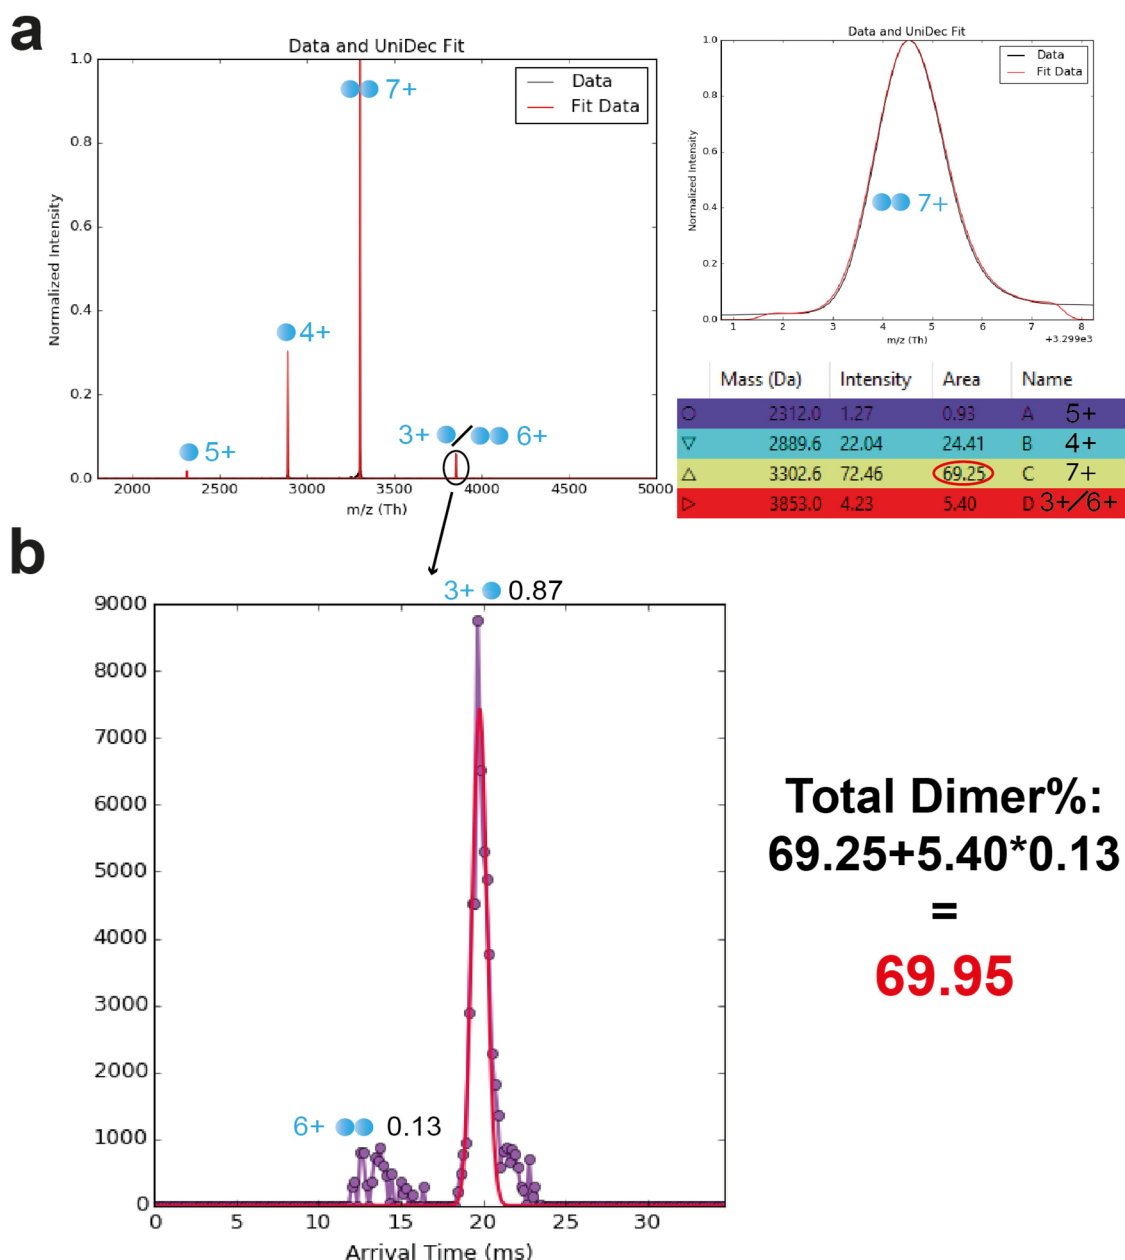 a
Data and UniDec Fit
Normalized Intensity
1.0
0.8
0.6
0.4
0.2
0.0
2000 2500 3000 3500 4000 4500 5000
m/z (Th)
Data
Fit Data
7+
4+
5+
3+ / 6+
Data and UniDec Fit
Normalized Intensity
1.0
0.8
0.6
0.4
0.2
0.0
1 2 3 4 5 6 7 8
m/z (Th)
+3.299e3
Data
Fit Data
7+
Mass (Da) Intensity Area Name
2312.0 1.27 0.93 A 5+
2889.6 22.04 24.41 B 4+
3302.6 72.46 69.25 C 7+
3853.0 4.23 5.40 D 3+/6+
b
3+ 0.87
9000
8000
7000
6000
5000
4000
3000
2000
1000
0
6+ 0.13
0 5 10 15 20 25 30
Arrival Time (ms)
Total Dimer%:
69.25+5.40*0.13
=
69.95